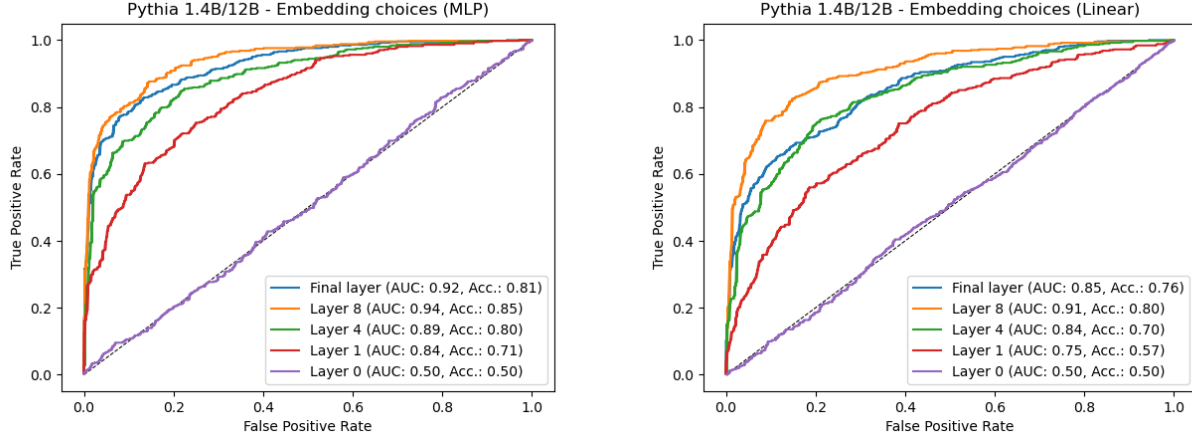 Pythia 1.4B/12B - Embedding choices (MLP)
1.0
0.8
0.6
0.4
0.2
0.0
True Positive Rate
Final layer (AUC: 0.92, Acc.: 0.81)
Layer 8 (AUC: 0.94, Acc.: 0.85)
Layer 4 (AUC: 0.89, Acc.: 0.80)
Layer 1 (AUC: 0.84, Acc.: 0.71)
Layer 0 (AUC: 0.50, Acc.: 0.50)
0.0 0.2 0.4 0.6 0.8 1.0
False Positive Rate
Pythia 1.4B/12B - Embedding choices (Linear)
1.0
0.8
0.6
0.4
0.2
0.0
True Positive Rate
Final layer (AUC: 0.85, Acc.: 0.76)
Layer 8 (AUC: 0.91, Acc.: 0.80)
Layer 4 (AUC: 0.84, Acc.: 0.70)
Layer 1 (AUC: 0.75, Acc.: 0.57)
Layer 0 (AUC: 0.50, Acc.: 0.50)
0.0 0.2 0.4 0.6 0.8 1.0
False Positive Rate